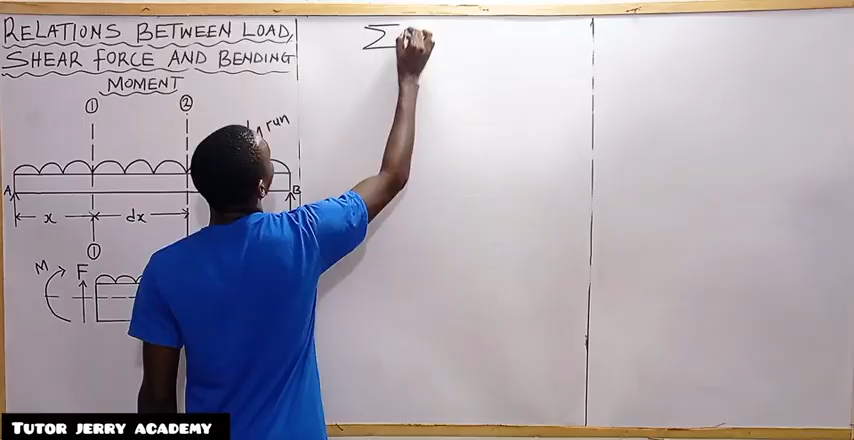 RELATIONS BETWEEN LOAD,
SHEAR FORCE AND BENDING
MOMENT
① ②
run
A B
x dx
①
M F
Σ
TUTOR JERRY ACADEMY